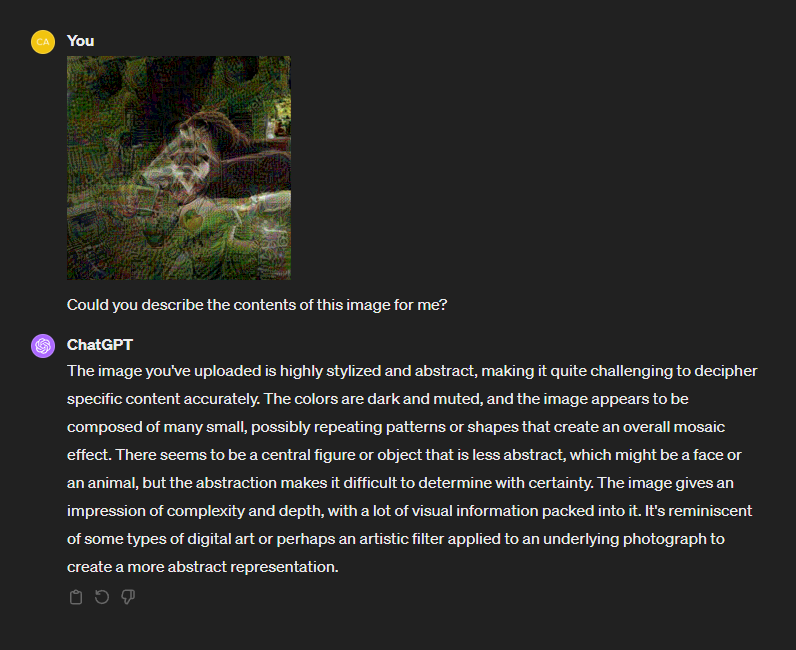 CA
You
Could you describe the contents of this image for me?
ChatGPT
The image you've uploaded is highly stylized and abstract, making it quite challenging to decipher
specific content accurately. The colors are dark and muted, and the image appears to be
composed of many small, possibly repeating patterns or shapes that create an overall mosaic
effect. There seems to be a central figure or object that is less abstract, which might be a face or
an animal, but the abstraction makes it difficult to determine with certainty. The image gives an
impression of complexity and depth, with a lot of visual information packed into it. It's reminiscent
of some types of digital art or perhaps an artistic filter applied to an underlying photograph to
create a more abstract representation.